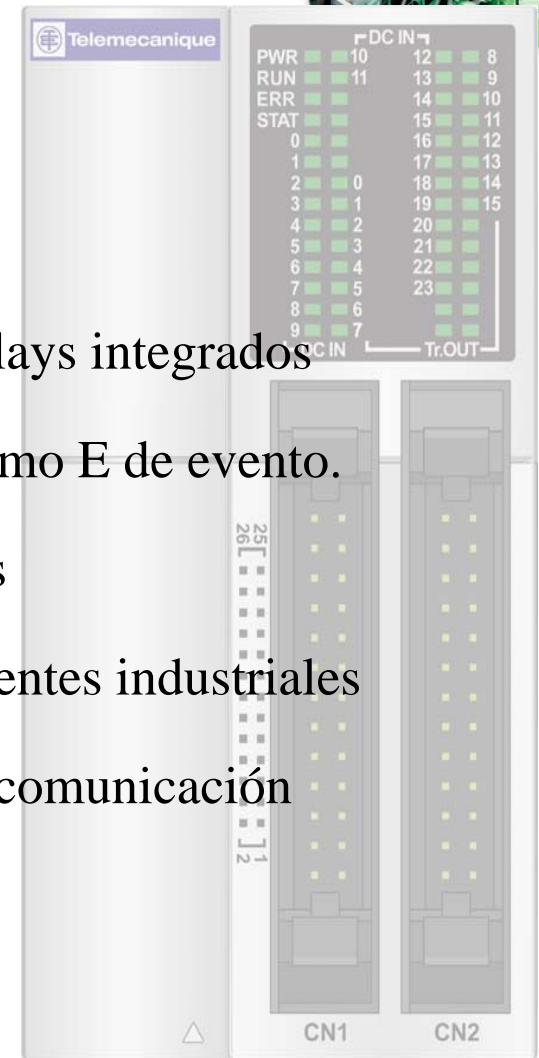 Telemecanique
DC IN
PWR 10 12 8
RUN 11 13 9
ERR 14 10
STAT 15 11
0 16 12
1 17 13
2 0 18 14
3 1 19 15
4 2 20
5 3 21
6 4 22
7 5 23
8 6
9 7
DC IN Tr.OUT
lays integrados
mo E de evento.
s
entes industriales
comunicación
25
26
1
2
CN1 CN2